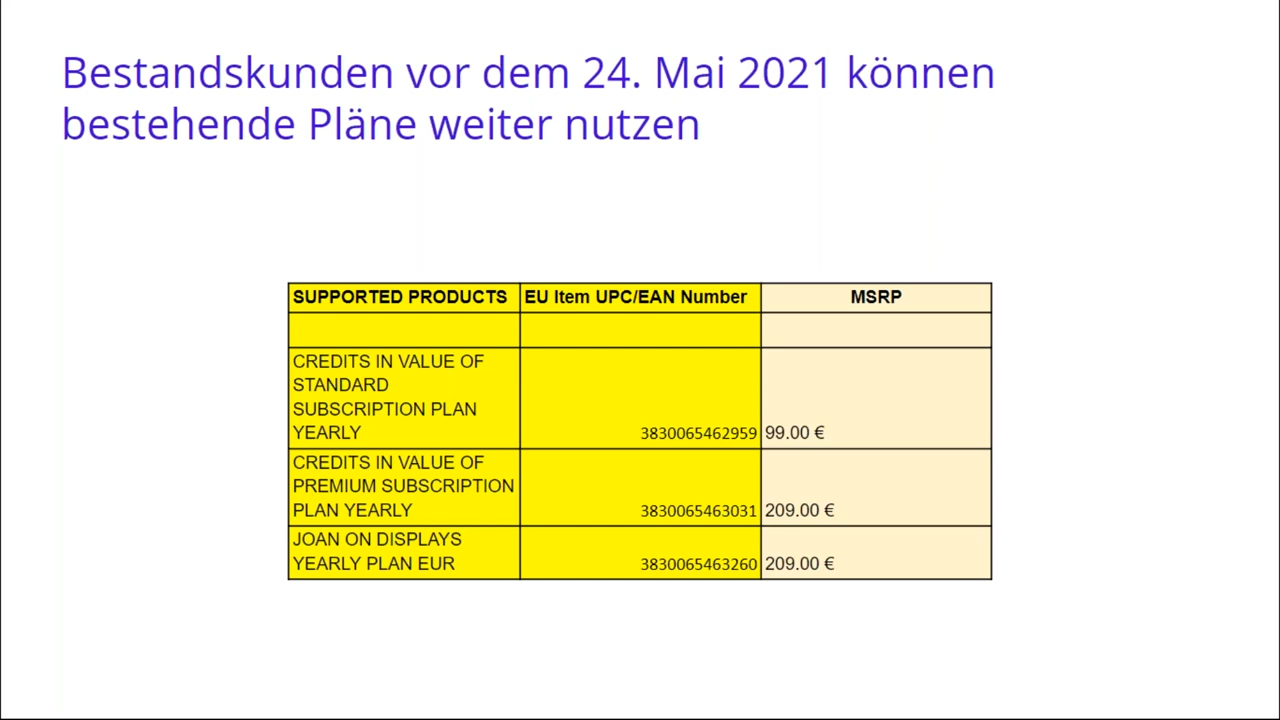 Bestandskunden vor dem 24. Mai 2021 können
bestehende Pläne weiter nutzen
SUPPORTED PRODUCTS EU Item UPC/EAN Number MSRP
CREDITS IN VALUE OF
STANDARD
SUBSCRIPTION PLAN
YEARLY 3830065462959 99.00 €
CREDITS IN VALUE OF
PREMIUM SUBSCRIPTION
PLAN YEARLY 3830065463031 209.00 €
JOAN ON DISPLAYS
YEARLY PLAN EUR 3830065463260 209.00 €